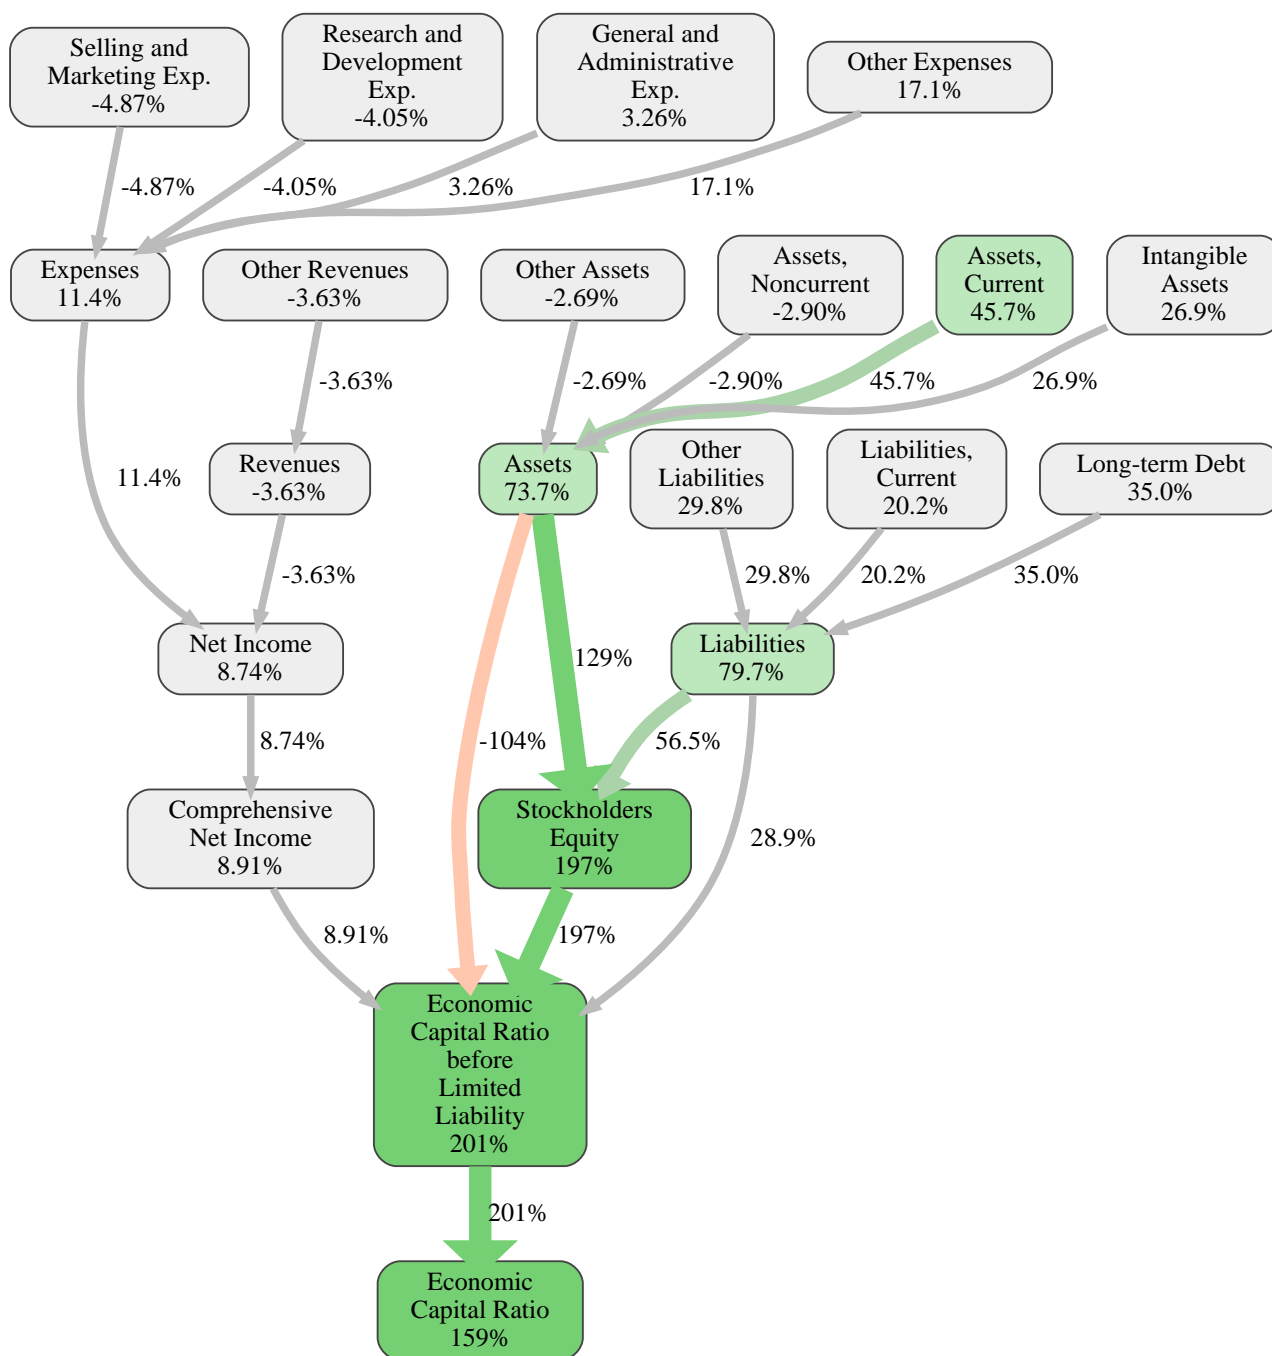 Selling and
Marketing Exp.
-4.87%
Research and
Development
Exp.
-4.05%
General and
Administrative
Exp.
3.26%
Other Expenses
17.1%
-4.87%
-4.05%
3.26%
17.1%
Expenses
11.4%
Other Revenues
-3.63%
Other Assets
-2.69%
Assets,
Noncurrent
-2.90%
Assets,
Current
45.7%
Intangible
Assets
26.9%
-3.63%
-2.69%
-2.90%
45.7%
26.9%
11.4%
Revenues
-3.63%
Assets
73.7%
Other
Liabilities
29.8%
Liabilities,
Current
20.2%
Long-term Debt
35.0%
-3.63%
29.8%
20.2%
35.0%
Net Income
8.74%
129%
Liabilities
79.7%
8.74%
-104%
56.5%
Comprehensive
Net Income
8.91%
Stockholders
Equity
197%
28.9%
8.91%
197%
Economic
Capital Ratio
before
Limited
Liability
201%
201%
Economic
Capital Ratio
159%